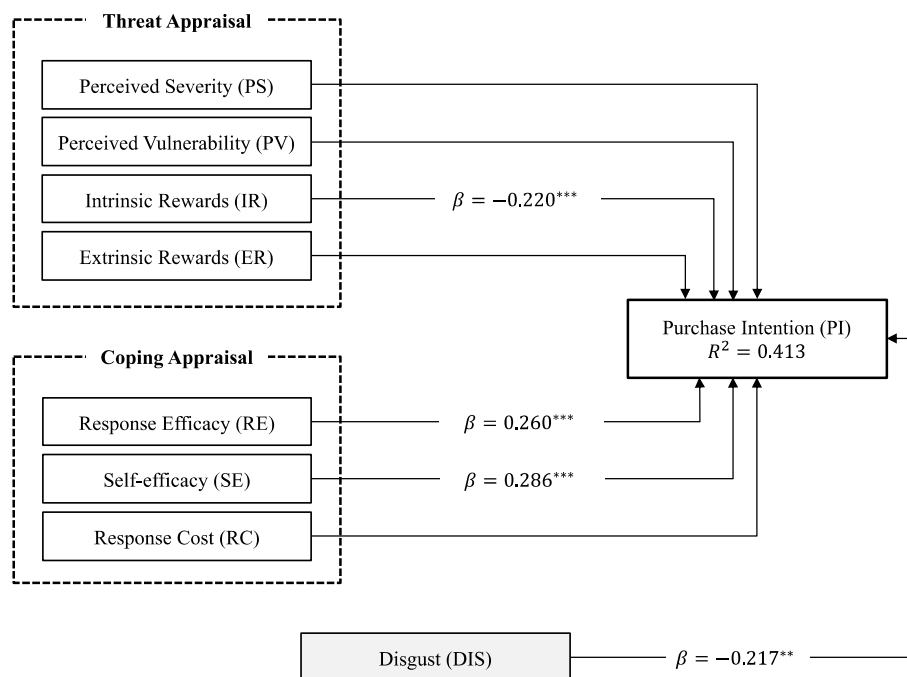 Threat Appraisal
Perceived Severity (PS)
Perceived Vulnerability (PV)
Intrinsic Rewards (IR)
β = −0.220***
Extrinsic Rewards (ER)
Purchase Intention (PI)
R² = 0.413
Coping Appraisal
Response Efficacy (RE)
β = 0.260***
Self-efficacy (SE)
β = 0.286***
Response Cost (RC)
Disgust (DIS)
β = −0.217**